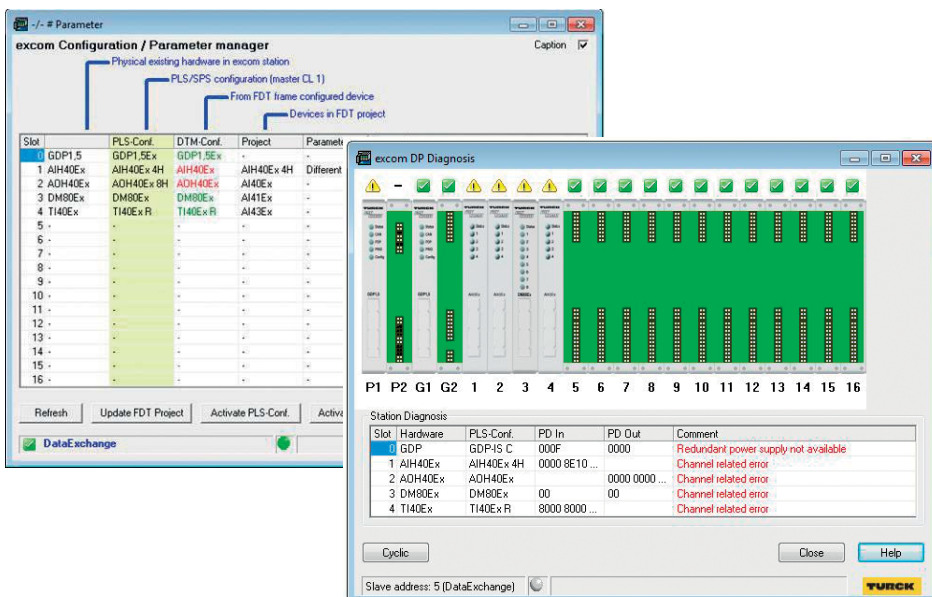 -/- # Parameter
excom Configuration / Parameter manager
Caption
Physical existing hardware in excom station
PLS/SPS configuration (master CL 1)
From FDT frame configured device
Devices in FDT project
Slot PLS-Conf. DTM-Conf. Project Paramete
0 GDP1,5 GDP1,5Ex GDP1,5Ex - -
1 AIH40Ex AIH40Ex 4H AIH40Ex AIH40Ex 4H Different
2 AOH40Ex AOH40Ex 8H AOH40Ex AI40Ex -
3 DM80Ex DM80Ex DM80Ex AI41Ex -
4 TI40Ex TI40Ex R TI40Ex R AI43Ex -
5 - - - - -
6 - - - - -
7 - - - - -
8 - - - - -
9 - - - - -
10 - - - - -
11 - - - - -
12 - - - - -
13 - - - - -
14 - - - - -
15 - - - - -
16 - - - - -
Refresh Update FDT Project Activate PLS-Conf. Activa
DataExchange
excom DP Diagnosis
P1 P2 G1 G2 1 2 3 4 5 6 7 8 9 10 11 12 13 14 15 16
Station Diagnosis
Slot Hardware PLS-Conf. PD In PD Out Comment
0 GDP GDP-IS C 000F 0000 Redundant power supply not available
1 AIH40Ex AIH40Ex 4H 0000 8E10 ... Channel related error
2 AOH40Ex AOH40Ex 0000 0000 ... Channel related error
3 DM80Ex DM80Ex 00 00 Channel related error
4 TI40Ex TI40Ex R 8000 8000 ... Channel related error
Cyclic Close Help
Slave address: 5 (DataExchange)
TURCK